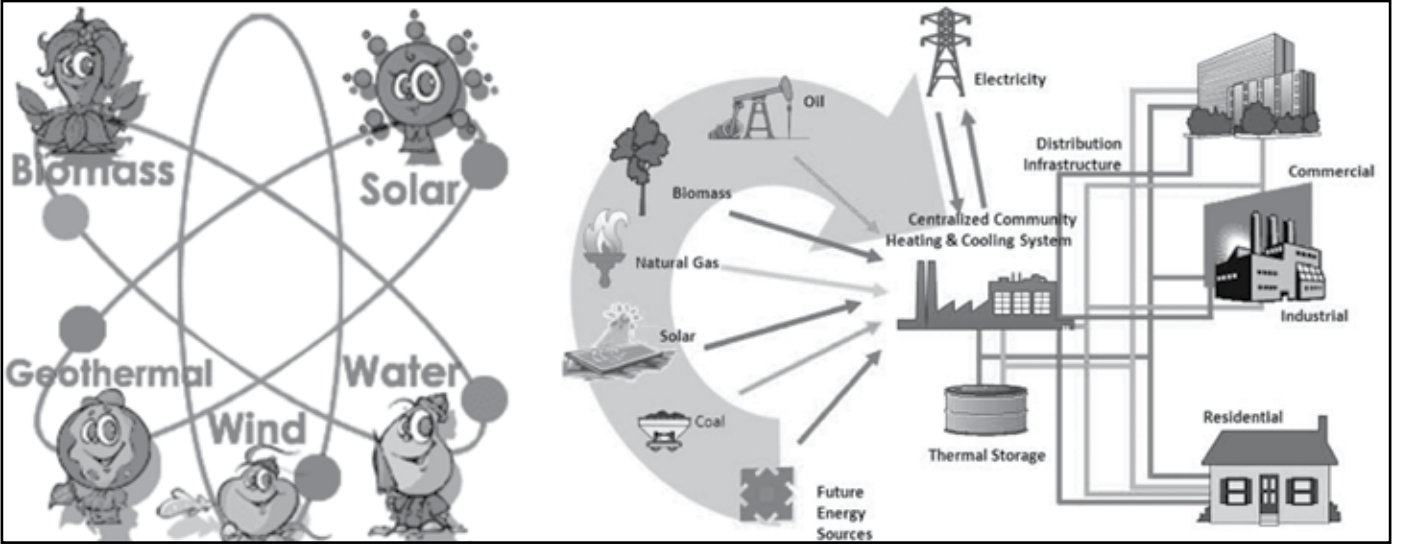 Biomass
Solar
Geothermal
Water
Wind
Oil
Biomass
Natural Gas
Solar
Coal
Future
Energy
Sources
Electricity
Centralized Community
Heating & Cooling System
Thermal Storage
Distribution
Infrastructure
Commercial
Industrial
Residential